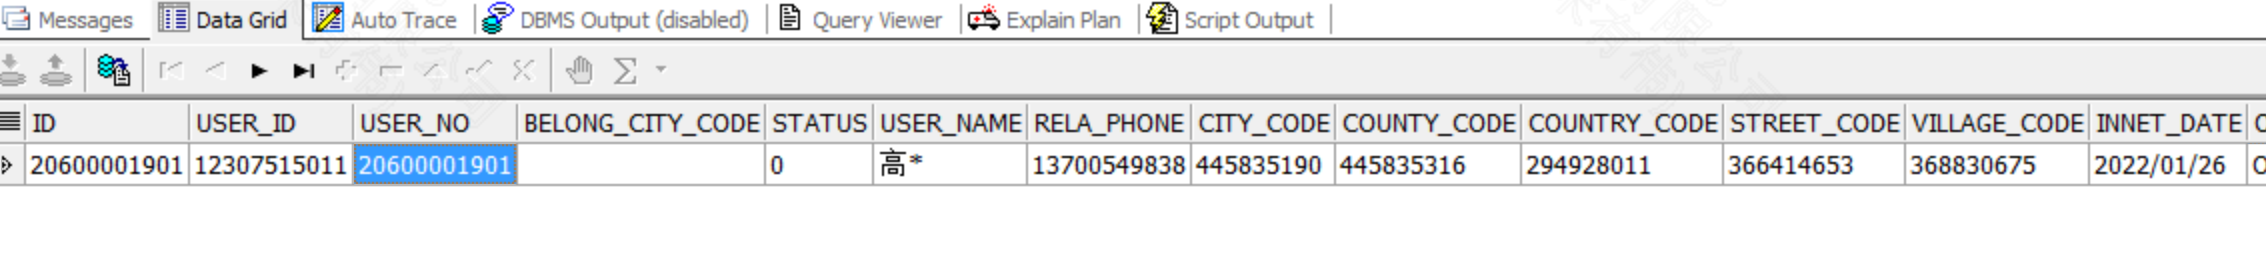 Messages Data Grid Auto Trace DBMS Output (disabled) Query Viewer Explain Plan Script Output
ID USER_ID USER_NO BELONG_CITY_CODE STATUS USER_NAME RELA_PHONE CITY_CODE COUNTY_CODE COUNTRY_CODE STREET_CODE VILLAGE_CODE INNET_DATE
20600001901 12307515011 20600001901 0 高* 13700549838 445835190 445835316 294928011 366414653 368830675 2022/01/26